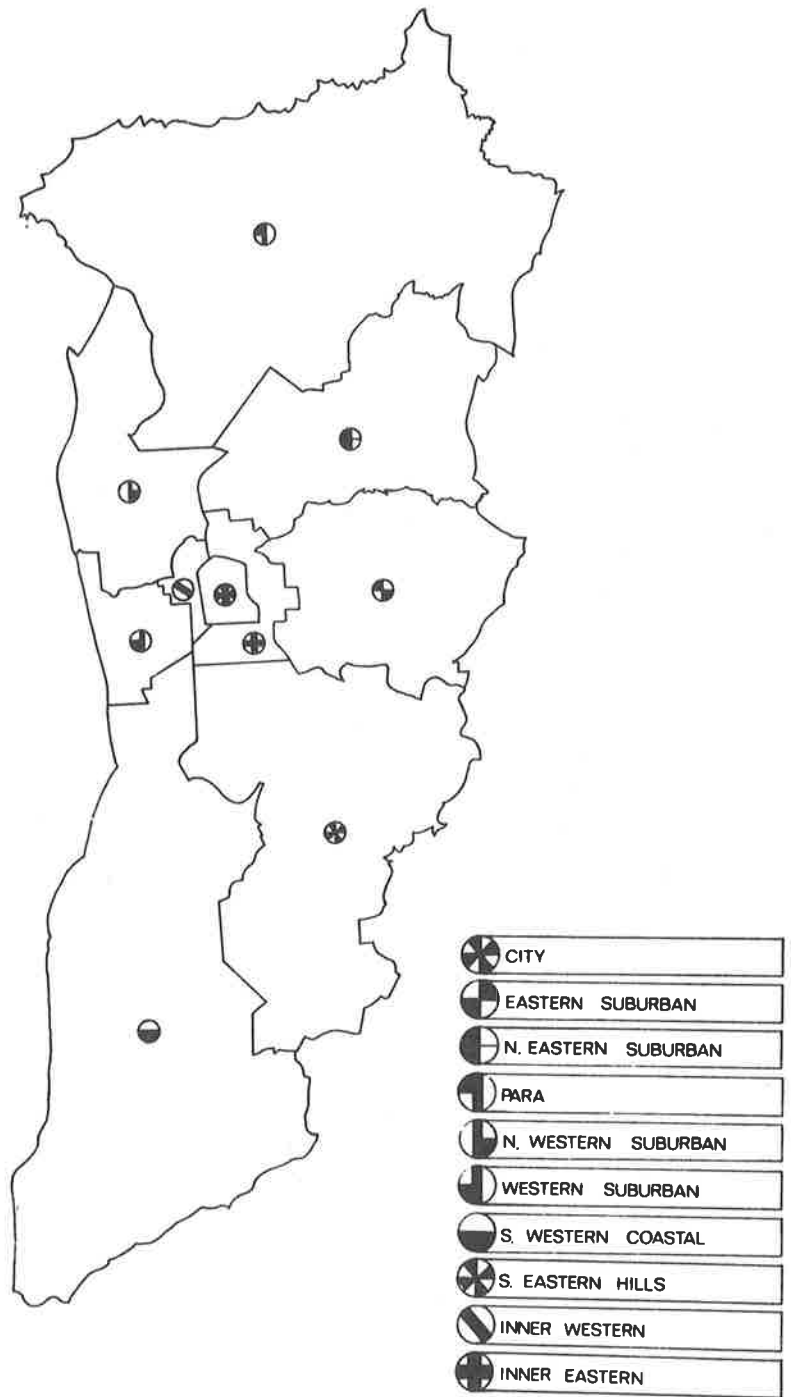 CITY
EASTERN SUBURBAN
N. EASTERN SUBURBAN
PARA
N. WESTERN SUBURBAN
WESTERN SUBURBAN
S. WESTERN COASTAL
S. EASTERN HILLS
INNER WESTERN
INNER EASTERN